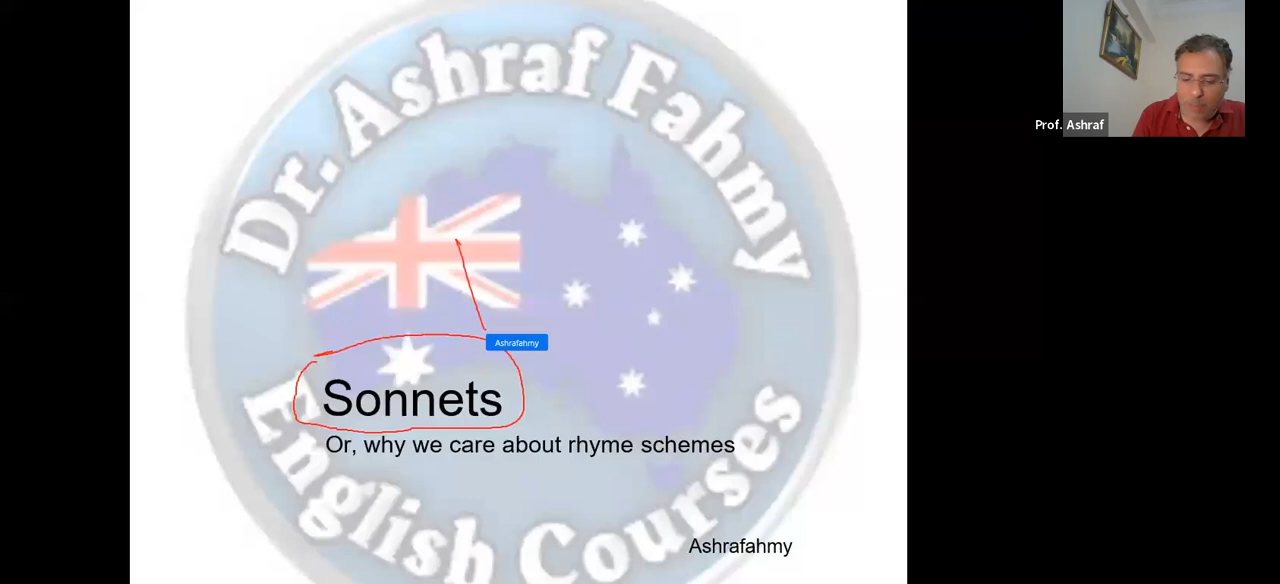 Dr. Ashraf Fahmy
Prof. Ashraf
Ashrafahmy
Sonnets
Or, why we care about rhyme schemes
English Courses
Ashrafahmy